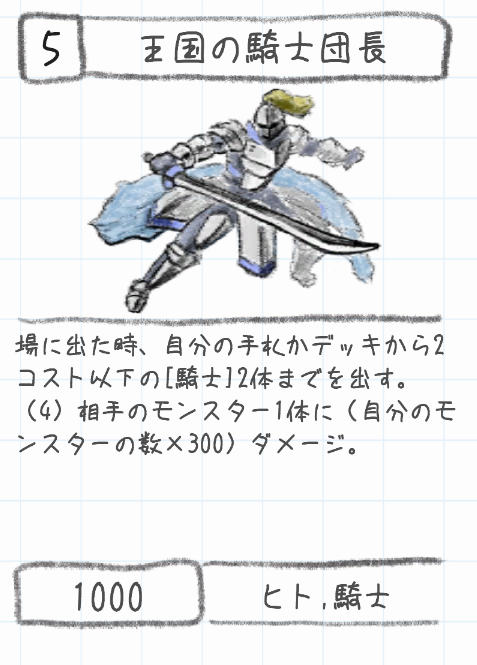 5
王国の騎士団長
場に出た時、自分の手札かデッキから2
コスト以下の[騎士]2体までを出す。
（4）相手のモンスター1体に（自分のモ
ンスターの数×300）ダメージ。
1000
ヒト,騎士